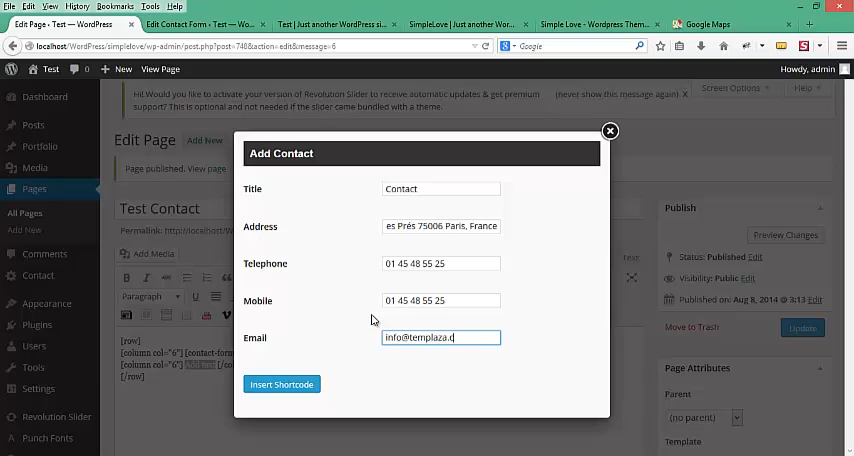 File Edit View History Bookmarks Tools Help
Edit Page • Test — WordPress
Edit Contact Form • Test — Wo...
Test | Just another WordPress si...
SimpleLove | Just another Wor...
Simple Love - Wordpress Them...
Google Maps
localhost/WordPress/simplelove/wp-admin/post.php?post=748&action=edit&message=6
Google
Test 0 New View Page Howdy, admin
Dashboard
Posts
Portfolio
Media
Pages
All Pages
Add New
Comments
Contact
Appearance
Plugins
Users
Tools
Settings
Revolution Slider
Punch Fonts
Hi! Would you like to activate your version of Revolution Slider to receive automatic updates & get premium
support? This is optional and not needed if the slider came bundled with a theme.
(never show this message again) X
Screen Options
Help
Edit Page Add New
Page published. View page
Test Contact
Permalink: http://localhost/W
Add Media
Text
Paragraph
[row]
[column col="6"] [contact-form
[column col="6"] Add text [/co
[/row]
Add Contact
Title Contact
Address es Prés 75006 Paris, France
Telephone 01 45 48 55 25
Mobile 01 45 48 55 25
Email info@templaza.c
Insert Shortcode
Publish
Preview Changes
Status: Published Edit
Visibility: Public Edit
Published on: Aug 8, 2014 @ 3:13 Edit
Move to Trash
Update
Page Attributes
Parent
(no parent)
Template